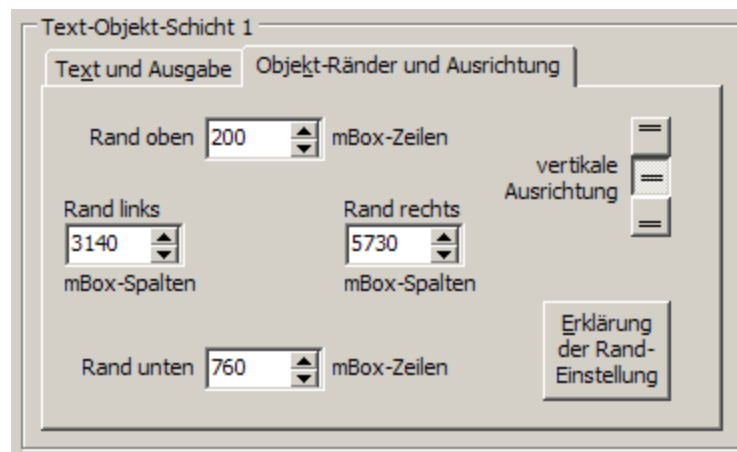 Text-Objekt-Schicht 1
Text und Ausgabe
Objekt-Ränder und Ausrichtung
Rand oben 200 mBox-Zeilen
vertikale
Ausrichtung
Rand links
3140
mBox-Spalten
Rand rechts
5730
mBox-Spalten
Rand unten 760 mBox-Zeilen
Erklärung
der Rand-
Einstellung